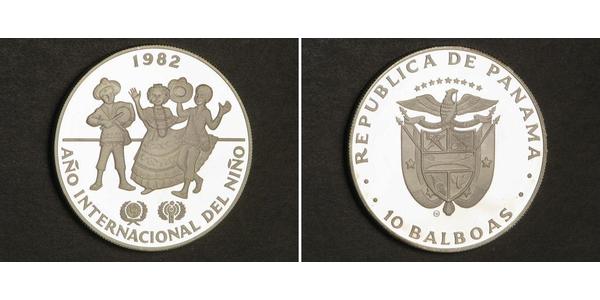 1982
AÑO INTERNACIONAL DEL NIÑO
REPUBLICA DE PANAMA
· 10 BALBOAS ·